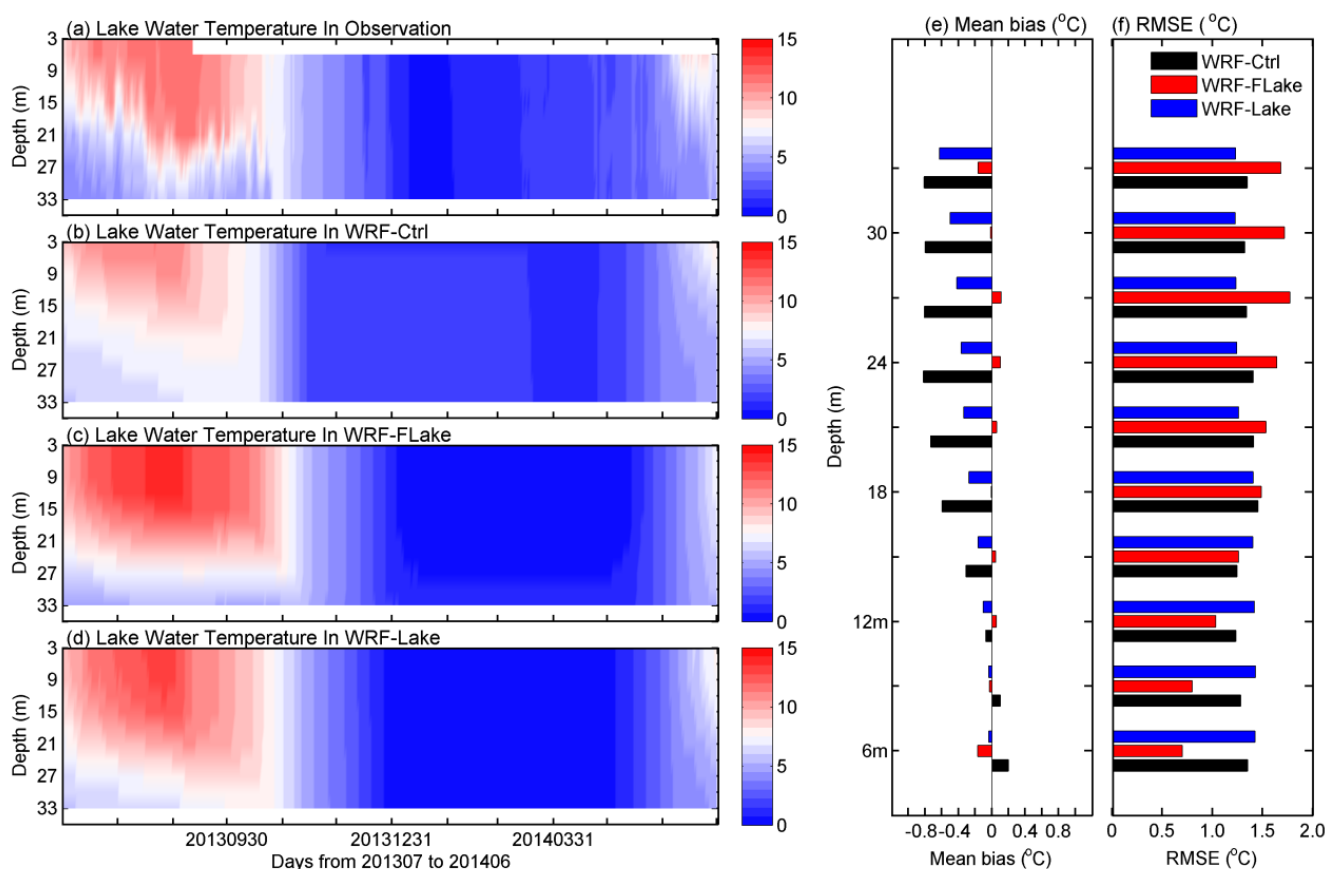 (a) Lake Water Temperature In Observation
3
9
15
21
27
33
Depth (m)
15
10
5
0
(b) Lake Water Temperature In WRF-Ctrl
3
9
15
21
27
33
Depth (m)
15
10
5
0
(c) Lake Water Temperature In WRF-FLake
3
9
15
21
27
33
Depth (m)
15
10
5
0
(d) Lake Water Temperature In WRF-Lake
3
9
15
21
27
33
Depth (m)
15
10
5
0
20130930 20131231 20140331
Days from 201307 to 201406
(e) Mean bias (°C)
Depth (m)
30
24
18
12m
6m
-0.8 -0.4 0 0.4 0.8
Mean bias (°C)
(f) RMSE (°C)
WRF-Ctrl
WRF-FLake
WRF-Lake
0 0.5 1.0 1.5 2.0
RMSE (°C)